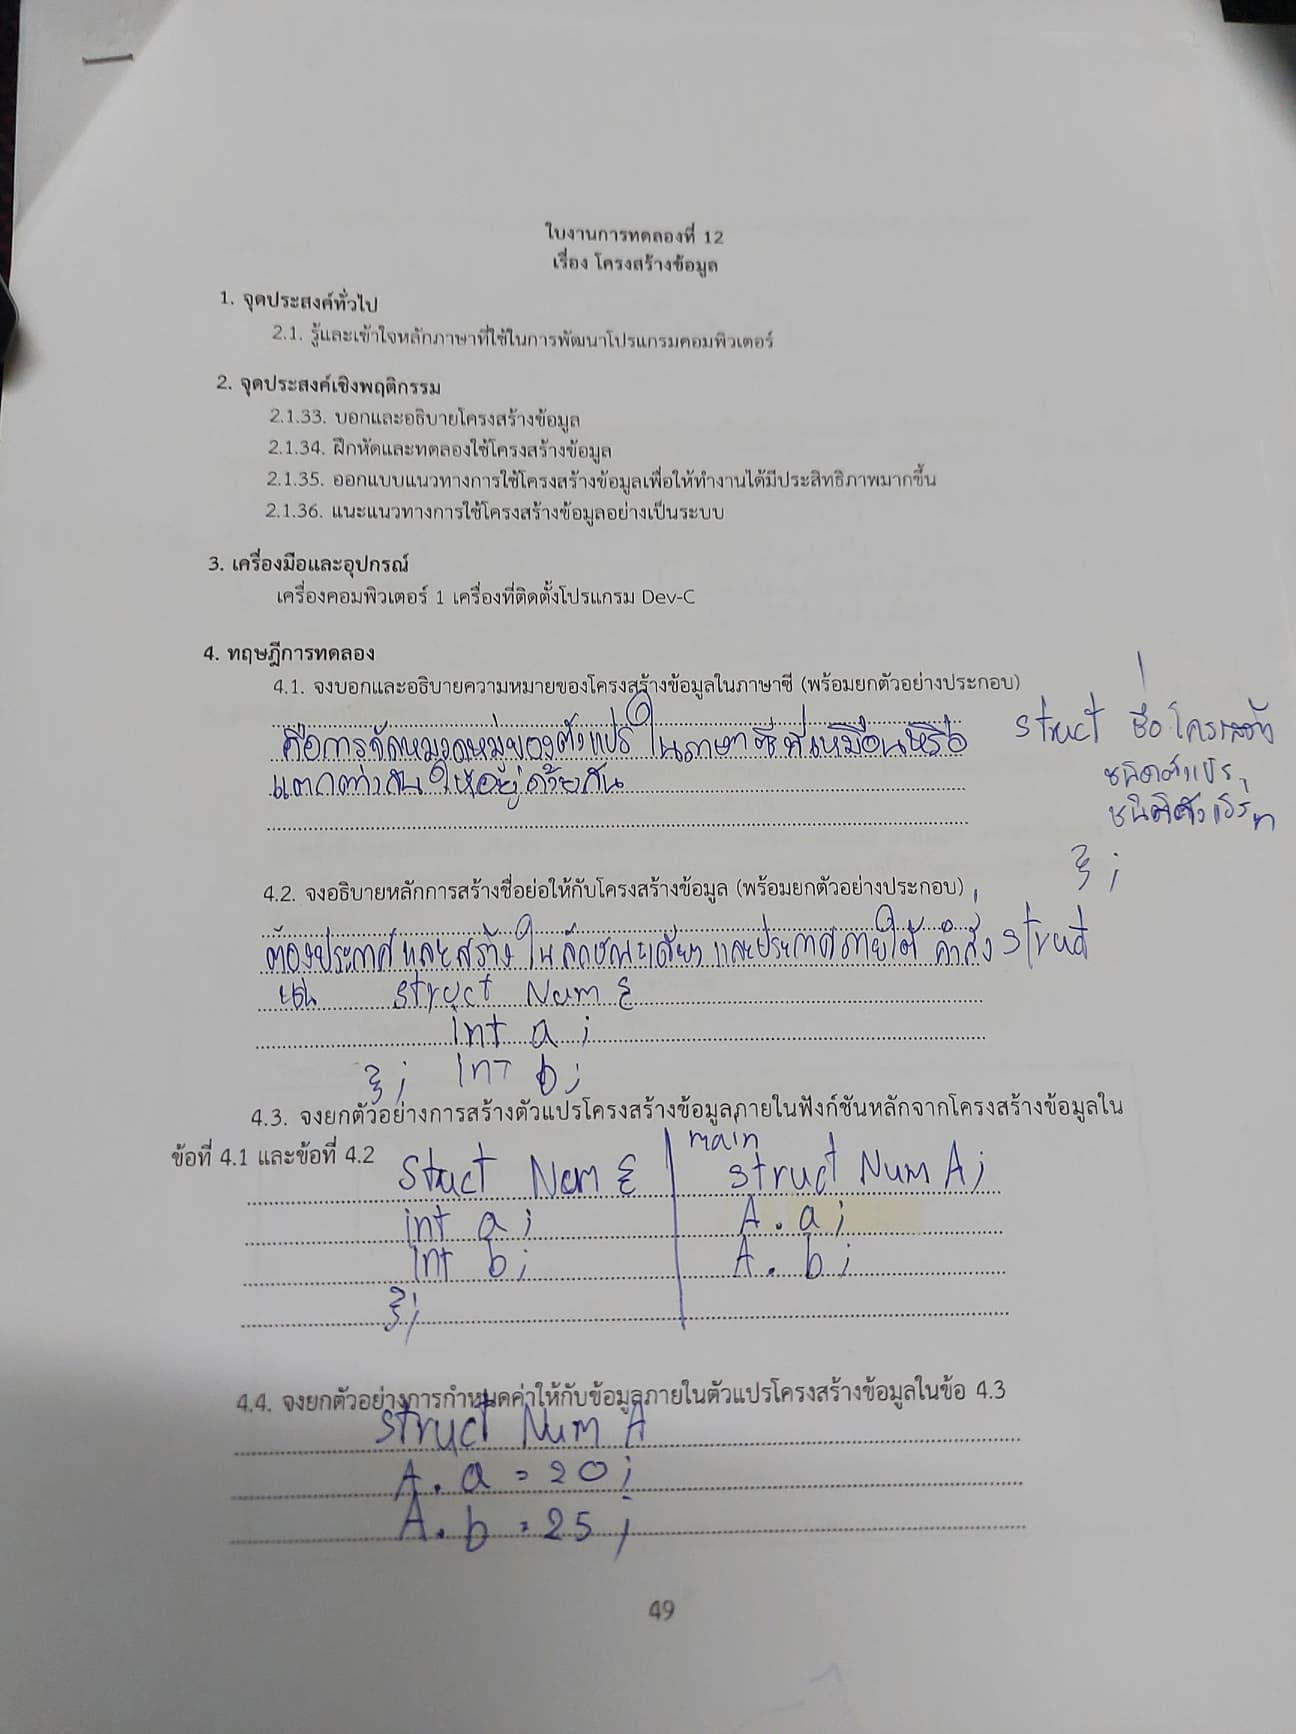 ใบงานการทดลองที่ 12
เรื่อง โครงสร้างข้อมูล
1. จุดประสงค์ทั่วไป
2.1. รู้และเข้าใจหลักภาษาที่ใช้ในการพัฒนาโปรแกรมคอมพิวเตอร์
2. จุดประสงค์เชิงพฤติกรรม
2.1.33. บอกและอธิบายโครงสร้างข้อมูล
2.1.34. ฝึกหัดและทดลองใช้โครงสร้างข้อมูล
2.1.35. ออกแบบแนวทางการใช้โครงสร้างข้อมูลเพื่อให้ทำงานได้มีประสิทธิภาพมากขึ้น
2.1.36. แนะแนวทางการใช้โครงสร้างข้อมูลอย่างเป็นระบบ
3. เครื่องมือและอุปกรณ์
เครื่องคอมพิวเตอร์ 1 เครื่องที่ติดตั้งโปรแกรม Dev-C
4. ทฤษฎีการทดลอง
4.1. จงบอกและอธิบายความหมายของโครงสร้างข้อมูลในภาษาซี (พร้อมยกตัวอย่างประกอบ)
คือการจัดหมวดหมู่ของตัวแปร ในภาษาซีที่เหมือนหรือ
แตกต่างกัน ให้อยู่ด้วยกัน
struct ชื่อโครงสร้าง
ชนิดตัวแปร
ชนิดตัวแปร
};
4.2. จงอธิบายหลักการสร้างชื่อย่อให้กับโครงสร้างข้อมูล (พร้อมยกตัวอย่างประกอบ)
ต้องประกาศและสร้าง ในลักษณะเดียว และประกาศภายใต้ คำสั่ง struct
เช่น struct Num {
int a ;
}; int b ;
4.3. จงยกตัวอย่างการสร้างตัวแปรโครงสร้างข้อมูลภายในฟังก์ชันหลักจากโครงสร้างข้อมูลใน
ข้อที่ 4.1 และข้อที่ 4.2
Stuct Num {
int a ;
int b ;
};
main
struct Num A ;
A . a ;
A . b ;
4.4. จงยกตัวอย่างการกำหนดค่าให้กับข้อมูลภายในตัวแปรโครงสร้างข้อมูลในข้อ 4.3
struct Num A
A . a = 20 ;
A . b = 25 ;
49